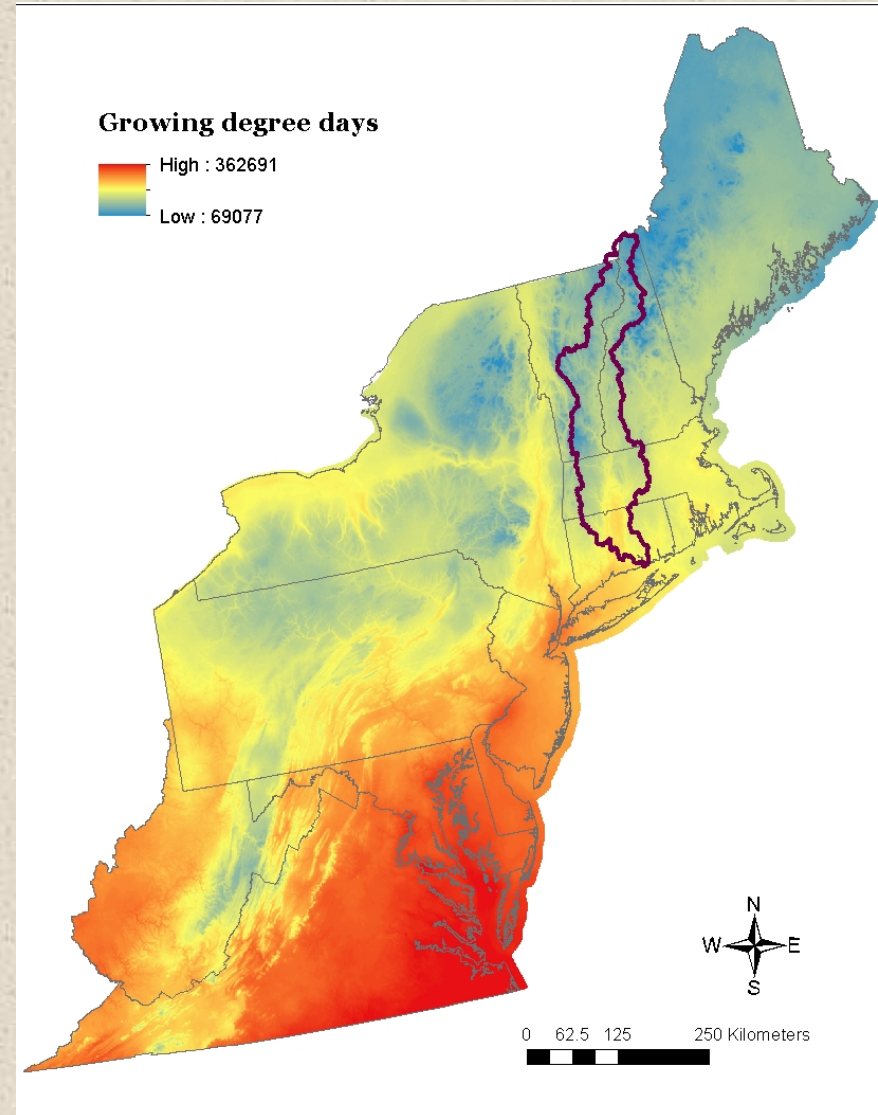 Growing degree days
High : 362691
Low : 69077
N
W E
S
0 62.5 125 250 Kilometers